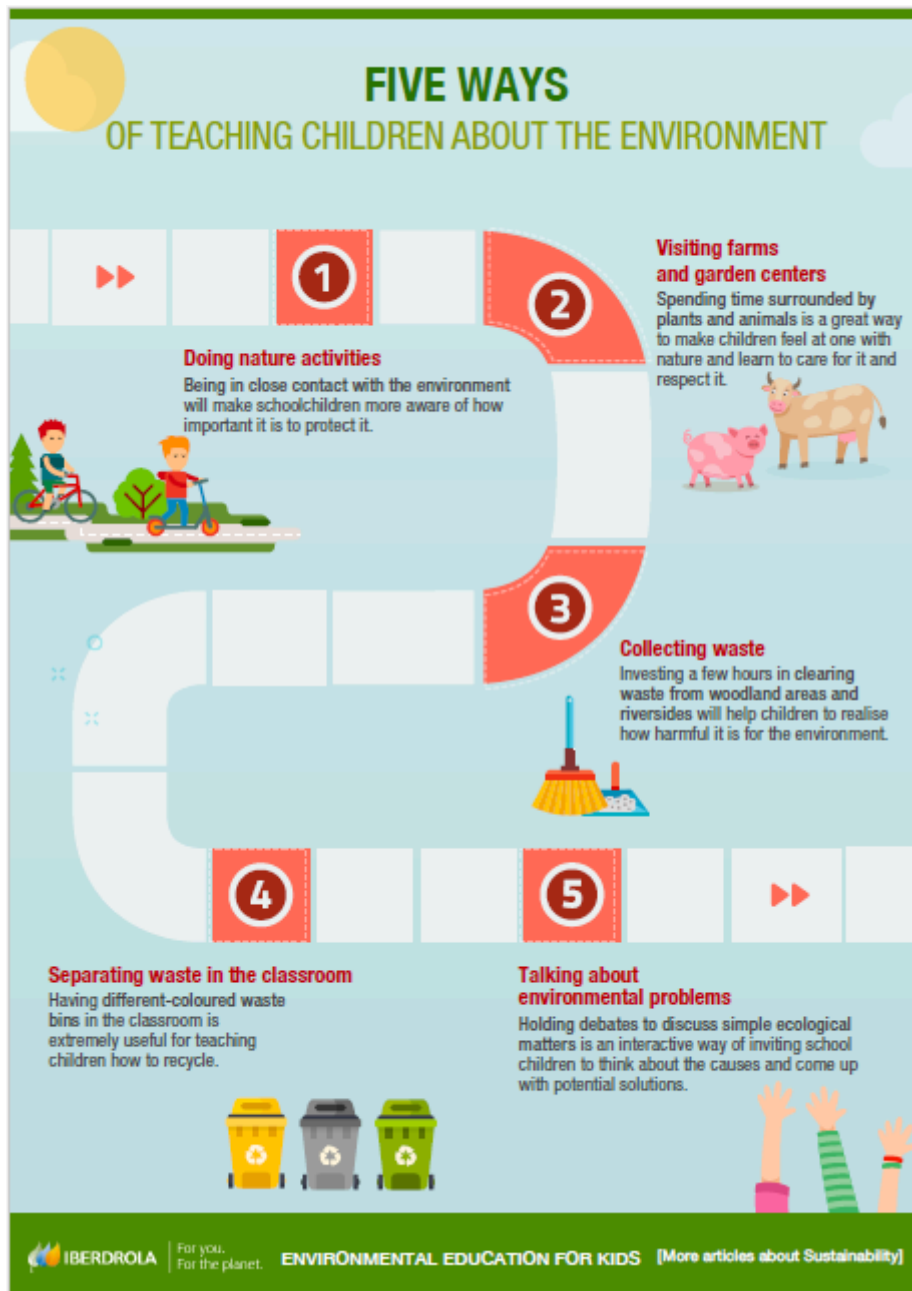 FIVE WAYS
OF TEACHING CHILDREN ABOUT THE ENVIRONMENT
1
2
Visiting farms
and garden centers
Spending time surrounded by
plants and animals is a great way
to make children feel at one with
nature and learn to care for it and
respect it.
Doing nature activities
Being in close contact with the environment
will make schoolchildren more aware of how
important it is to protect it.
3
Collecting waste
Investing a few hours in clearing
waste from woodland areas and
riversides will help children to realise
how harmful it is for the environment.
4
5
Separating waste in the classroom
Having different-coloured waste
bins in the classroom is
extremely useful for teaching
children how to recycle.
Talking about
environmental problems
Holding debates to discuss simple ecological
matters is an interactive way of inviting school
children to think about the causes and come up
with potential solutions.
IBERDROLA
For you.
For the planet.
ENVIRONMENTAL EDUCATION FOR KIDS
[More articles about Sustainability]